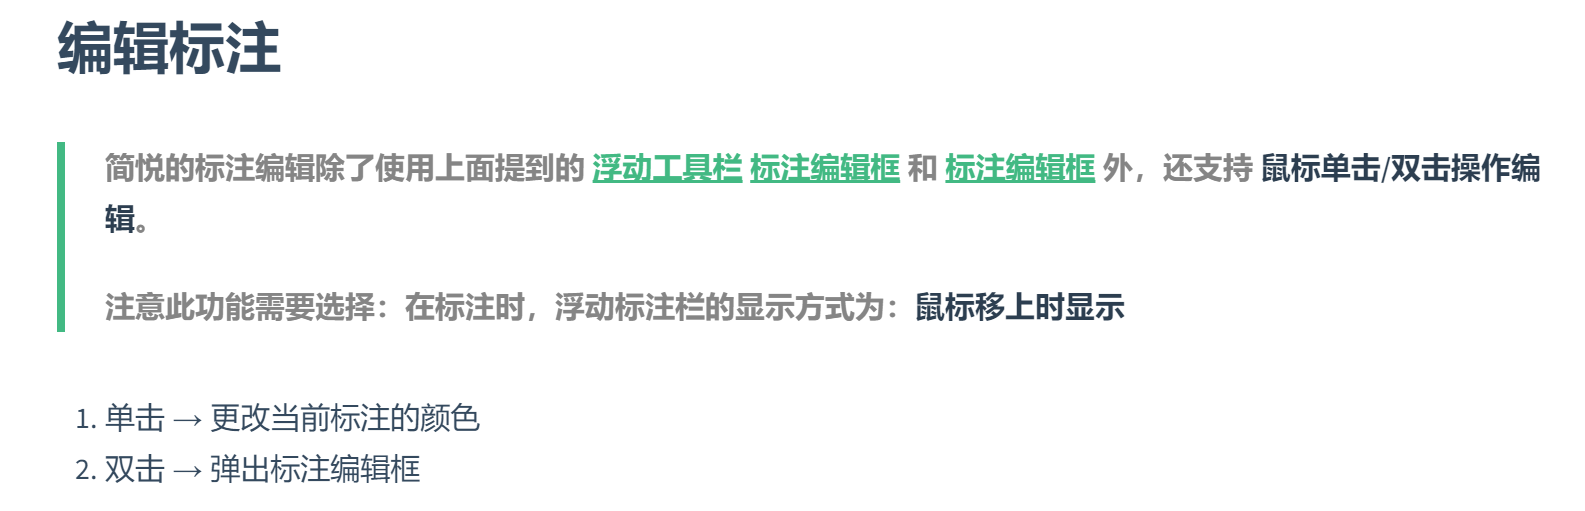 编辑标注
简悦的标注编辑除了使用上面提到的 浮动工具栏 标注编辑框 和 标注编辑框 外，还支持 鼠标单击/双击操作编
辑。
注意此功能需要选择：在标注时，浮动标注栏的显示方式为：鼠标移上时显示
1. 单击 → 更改当前标注的颜色
2. 双击 → 弹出标注编辑框